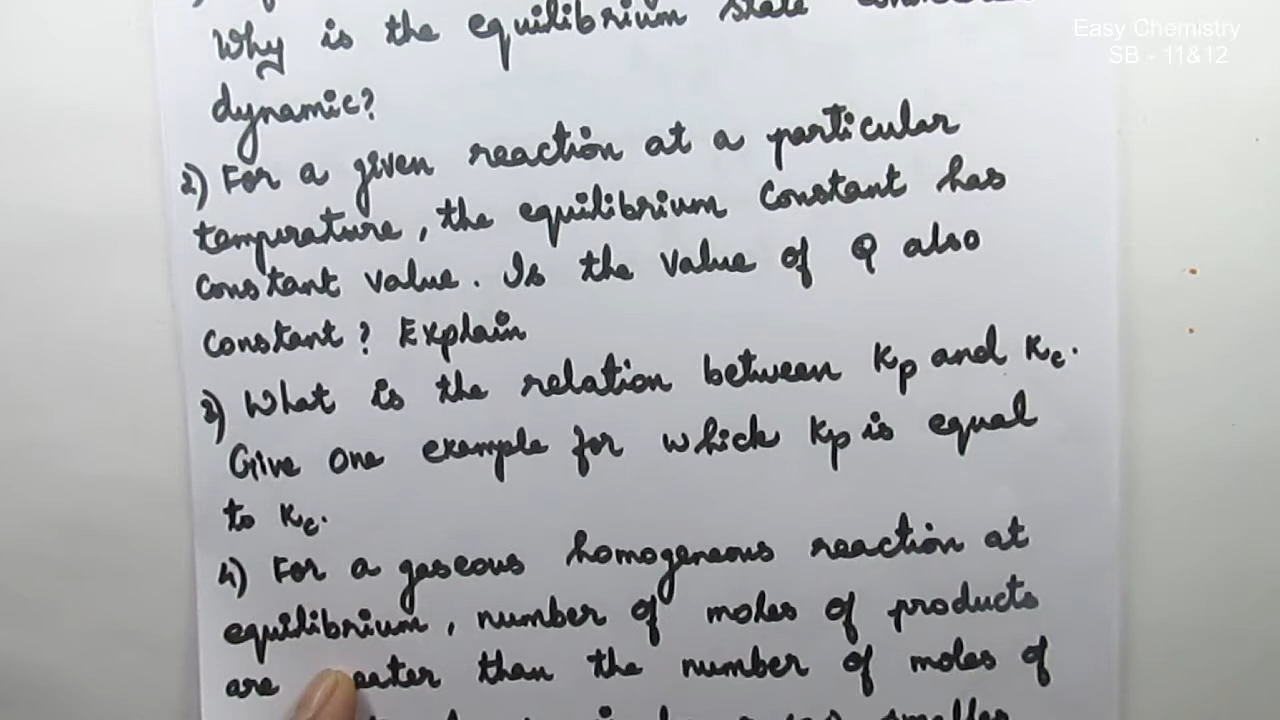 Easy Chemistry
SB - 11&12
Why is the equilibrium state
dynamic?
2) For a given reaction at a particular
temperature, the equilibrium constant has
constant value. Is the value of Q also
constant? Explain
3) What is the relation between Kp and Kc.
Give one example for which Kp is equal
to Kc.
4) For a gaseous homogeneous reaction at
equilibrium, number of moles of products
are than the number of moles of
smaller